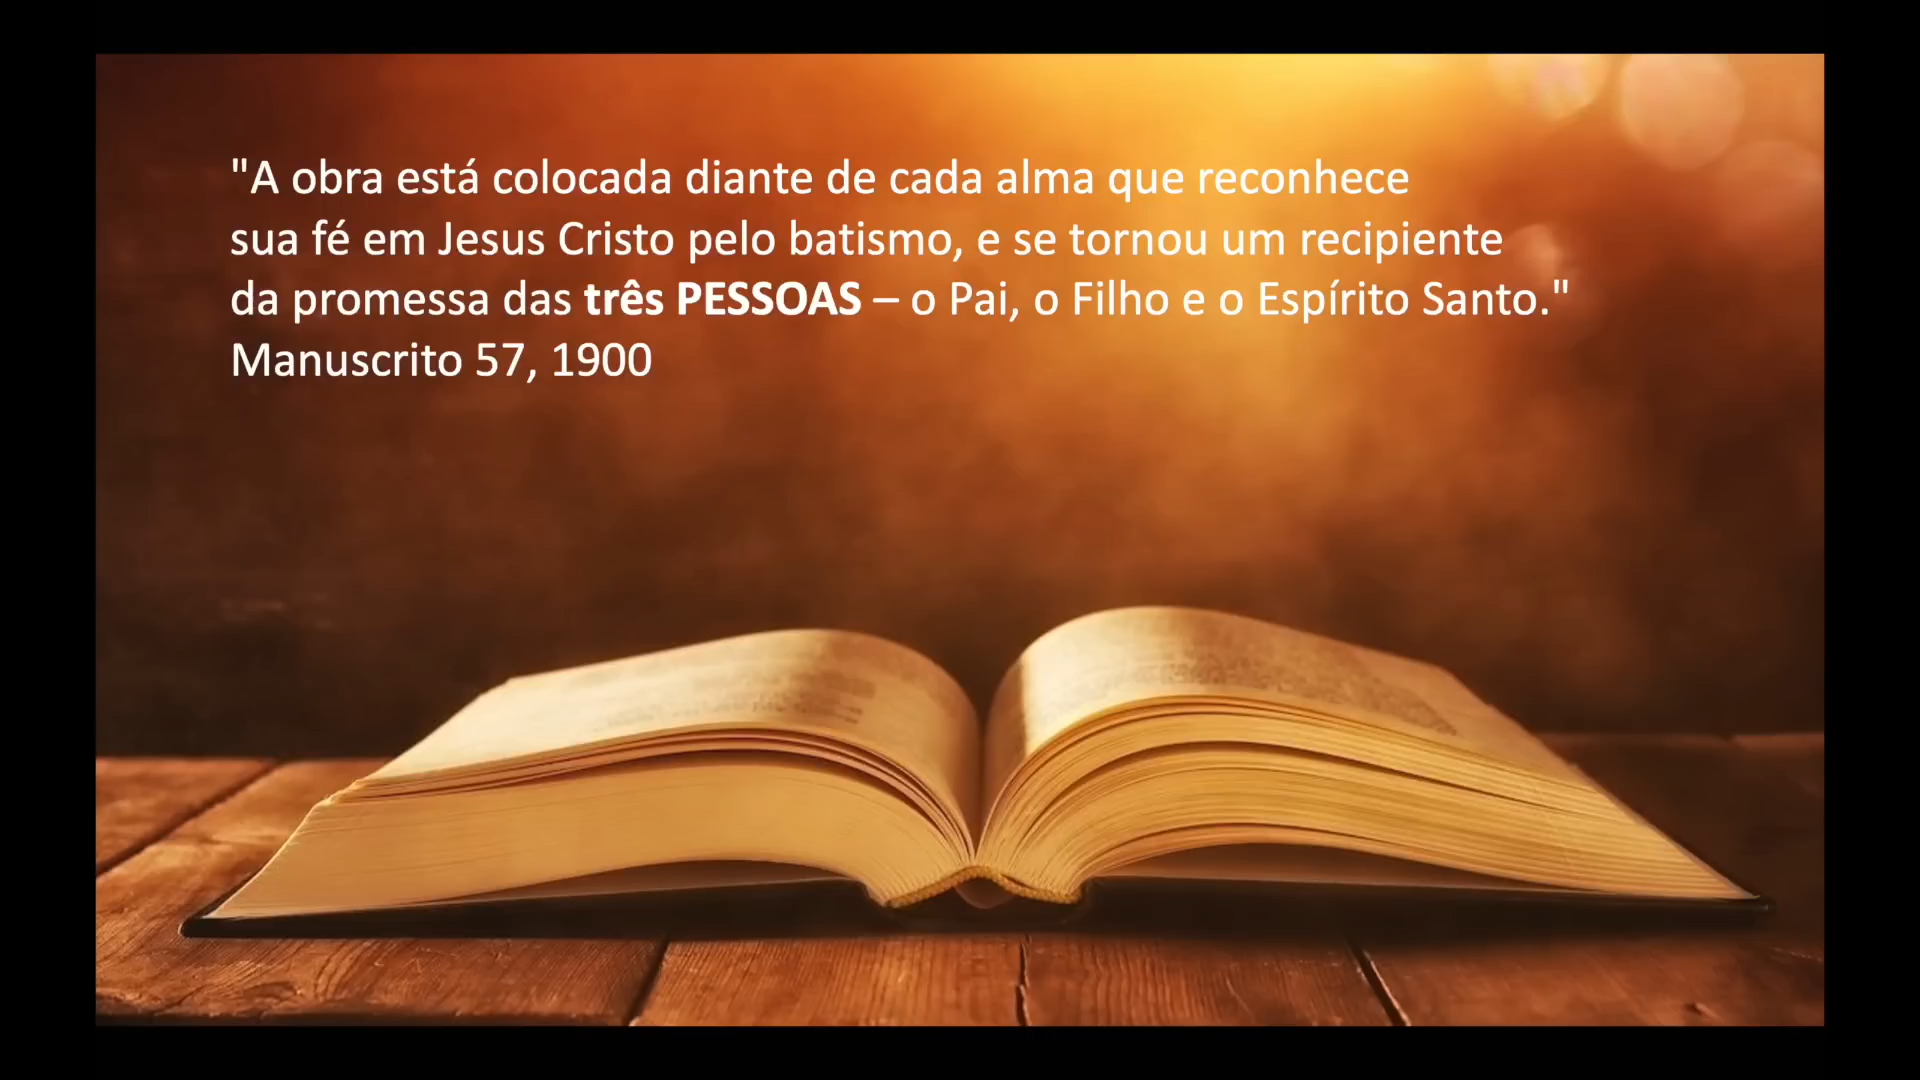 "A obra está colocada diante de cada alma que reconhece
sua fé em Jesus Cristo pelo batismo, e se tornou um recipiente
da promessa das três PESSOAS – o Pai, o Filho e o Espírito Santo."
Manuscrito 57, 1900